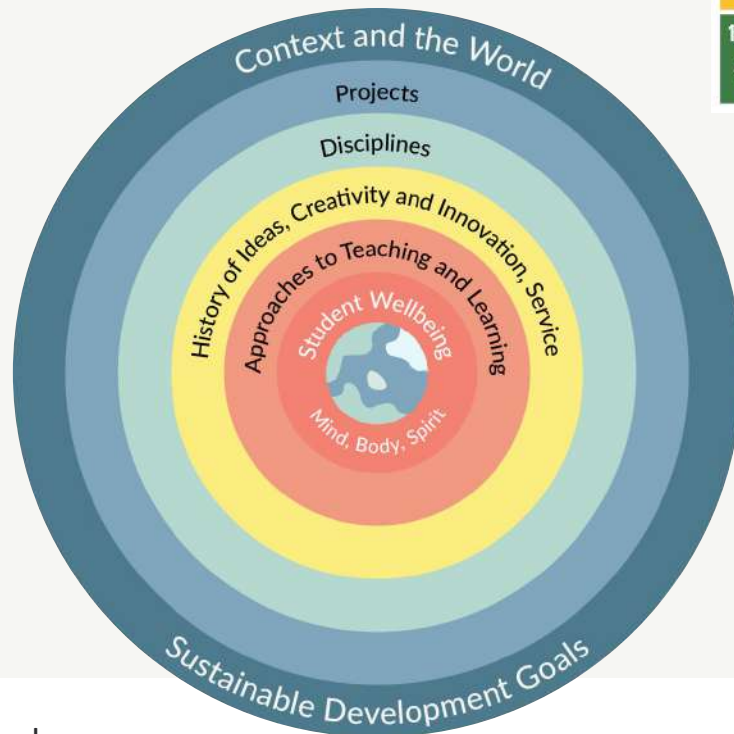 Context and the World
Projects
Disciplines
History of Ideas, Creativity and Innovation, Service
Approaches to Teaching and Learning
Student Wellbeing
Mind, Body, Spirit
Sustainable Development Goals